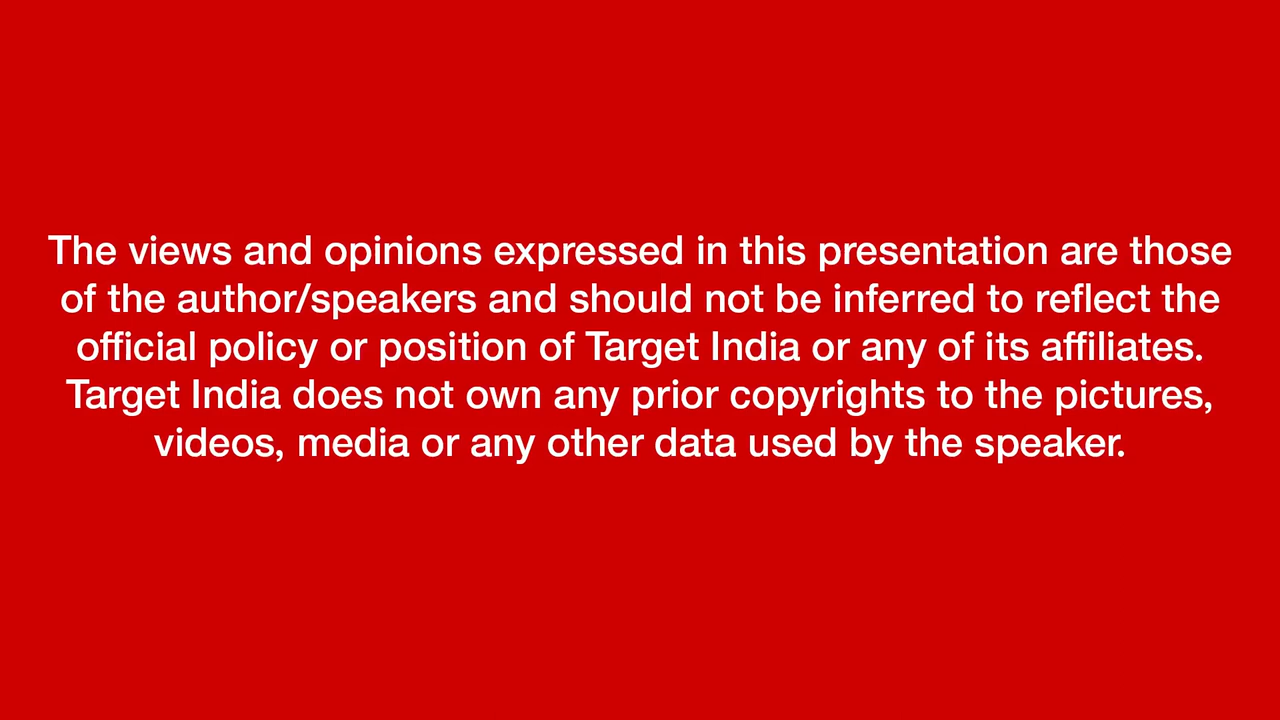 The views and opinions expressed in this presentation are those
of the author/speakers and should not be inferred to reflect the
official policy or position of Target India or any of its affiliates.
Target India does not own any prior copyrights to the pictures,
videos, media or any other data used by the speaker.